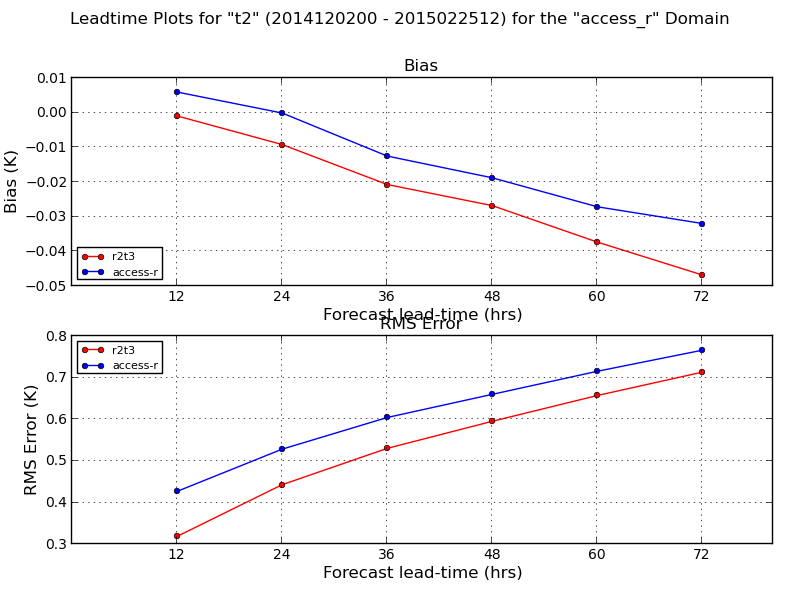 Leadtime Plots for "t2" (2014120200 - 2015022512) for the "access_r" Domain
Bias
0.01
0.00
−0.01
−0.02
−0.03
−0.04
−0.05
Bias (K)
r2t3
access-r
12 24 36 48 60 72
Forecast lead-time (hrs)
RMS Error
0.8
0.7
0.6
0.5
0.4
0.3
RMS Error (K)
r2t3
access-r
12 24 36 48 60 72
Forecast lead-time (hrs)